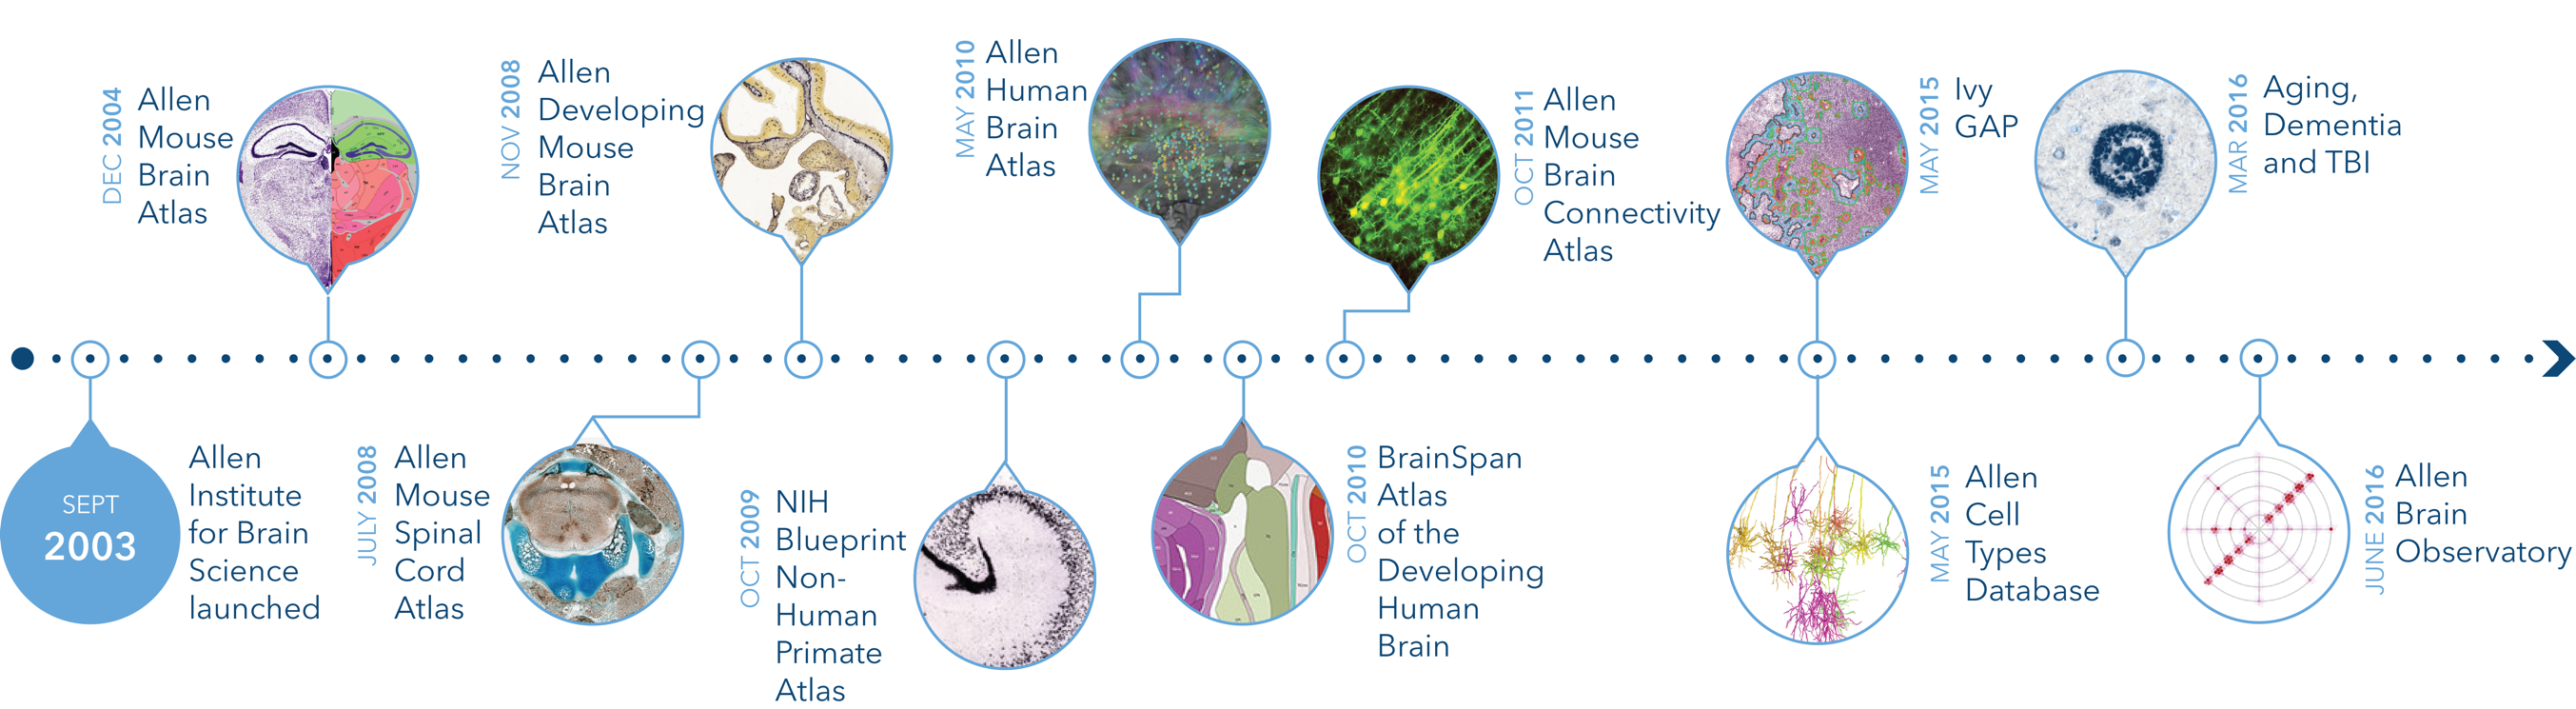 SEPT
2003
Allen
Institute
for Brain
Science
launched
DEC 2004
Allen
Mouse
Brain
Atlas
JULY 2008
Allen
Mouse
Spinal
Cord
Atlas
NOV 2008
Allen
Developing
Mouse
Brain
Atlas
OCT 2009
NIH
Blueprint
Non-
Human
Primate
Atlas
MAY 2010
Allen
Human
Brain
Atlas
OCT 2010
BrainSpan
Atlas
of the
Developing
Human
Brain
OCT 2011
Allen
Mouse
Brain
Connectivity
Atlas
MAY 2015
Ivy
GAP
MAY 2015
Allen
Cell
Types
Database
MAR 2016
Aging,
Dementia
and TBI
JUNE 2016
Allen
Brain
Observatory